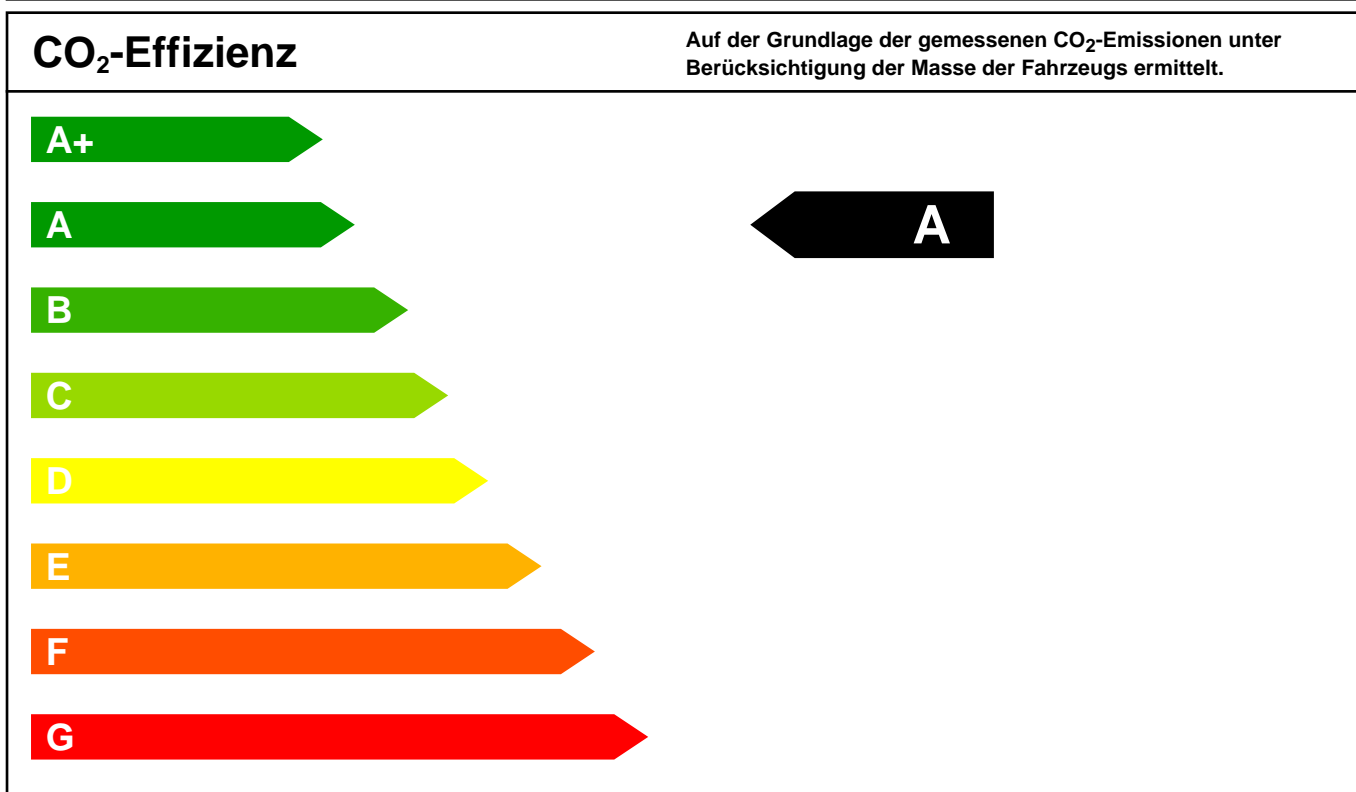 CO₂-Effizienz
Auf der Grundlage der gemessenen CO₂-Emissionen unter
Berücksichtigung der Masse der Fahrzeugs ermittelt.
A+
A
A
B
C
D
E
F
G